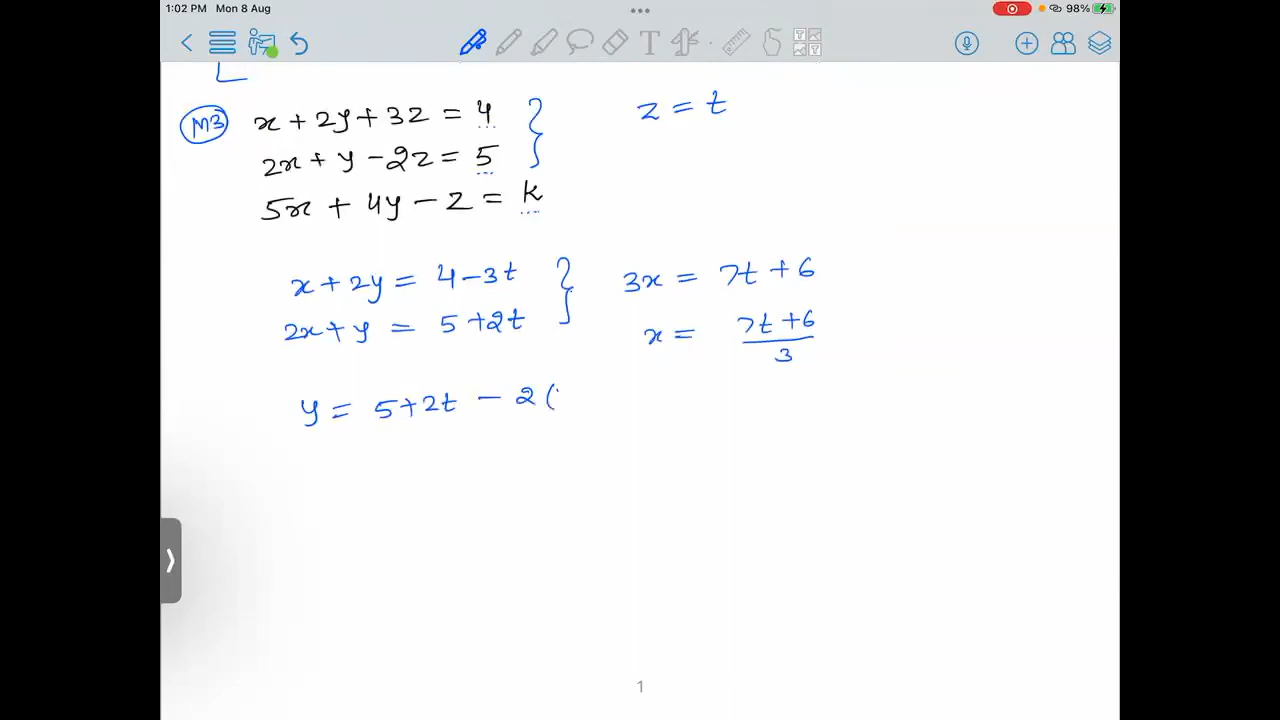 1:02 PM Mon 8 Aug
98%
M3
x + 2y + 3z = 4
2x + y - 2z = 5
5x + 4y - z = k
z = t
x + 2y = 4 - 3t
2x + y = 5 + 2t
3x = 7t + 6
x = 7t + 6 / 3
y = 5 + 2t - 2(
1